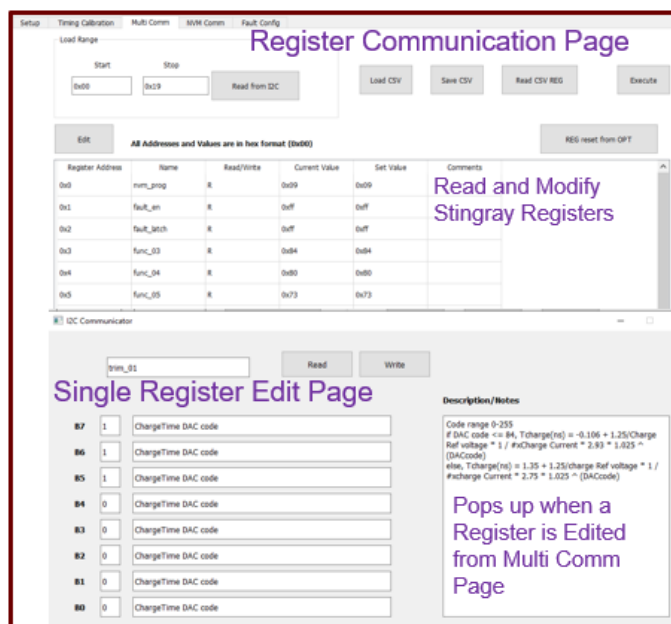 Setup Timing Calibration Multi Comm NVM Comm Fault Config
Register Communication Page
Load Range
Start Stop
0x00 0x19 Read from I2C
Load CSV Save CSV Read CSV REG Execute
Edit All Addresses and Values are in hex format (0x00) REG reset from OPT
Register Address Name Read/Write Current Value Set Value Comments
0x0 nvm_prog R 0x09 0x09
0x1 fault_en R 0xff 0xff
0x2 fault_latch R 0xff 0xff
0x3 func_03 R 0x84 0x84
0x4 func_04 R 0x80 0x80
0x5 func_05 R 0x73 0x73
Read and Modify
Stingray Registers
I2C Communicator
trim_01 Read Write
Single Register Edit Page
B7 1 ChargeTime DAC code
B6 1 ChargeTime DAC code
B5 1 ChargeTime DAC code
B4 0 ChargeTime DAC code
B3 0 ChargeTime DAC code
B2 0 ChargeTime DAC code
B1 0 ChargeTime DAC code
B0 0 ChargeTime DAC code
Description/Notes
Code range 0-255
if DAC code <= 84, Tcharge(ns) = -0.106 + 1.25/Charge
Ref voltage * 1 / #xCharge Current * 2.93 * 1.025 ^
(DACcode)
else, Tcharge(ns) = 1.35 + 1.25/charge Ref voltage * 1 /
#xcharge Current * 2.75 * 1.025 ^ (DACcode)
Pops up when a
Register is Edited
from Multi Comm
Page